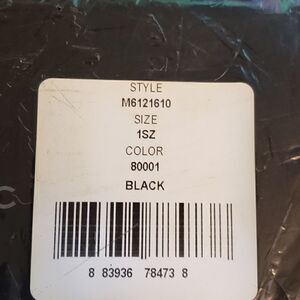 STYLE
M6121610
SIZE
1SZ
COLOR
80001
BLACK
8 83936 78473 8